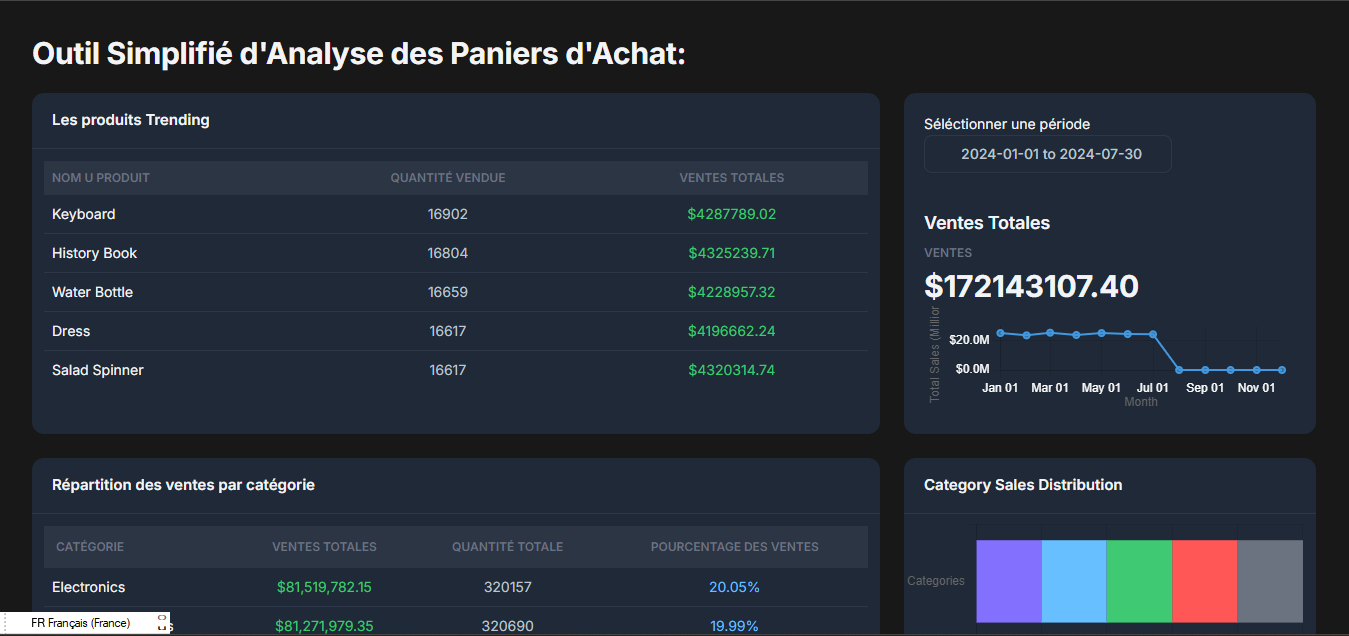 Outil Simplifié d'Analyse des Paniers d'Achat:
Les produits Trending
NOM U PRODUIT QUANTITÉ VENDUE VENTES TOTALES
Keyboard 16902 $4287789.02
History Book 16804 $4325239.71
Water Bottle 16659 $4228957.32
Dress 16617 $4196662.24
Salad Spinner 16617 $4320314.74
Séléctionner une période
2024-01-01 to 2024-07-30
Ventes Totales
VENTES
$172143107.40
Total Sales (Million
$20.0M
$0.0M
Jan 01 Mar 01 May 01 Jul 01 Sep 01 Nov 01
Month
Répartition des ventes par catégorie
CATÉGORIE VENTES TOTALES QUANTITÉ TOTALE POURCENTAGE DES VENTES
Electronics $81,519,782.15 320157 20.05%
s $81,271,979.35 320690 19.99%
Category Sales Distribution
Categories
FR Français (France)